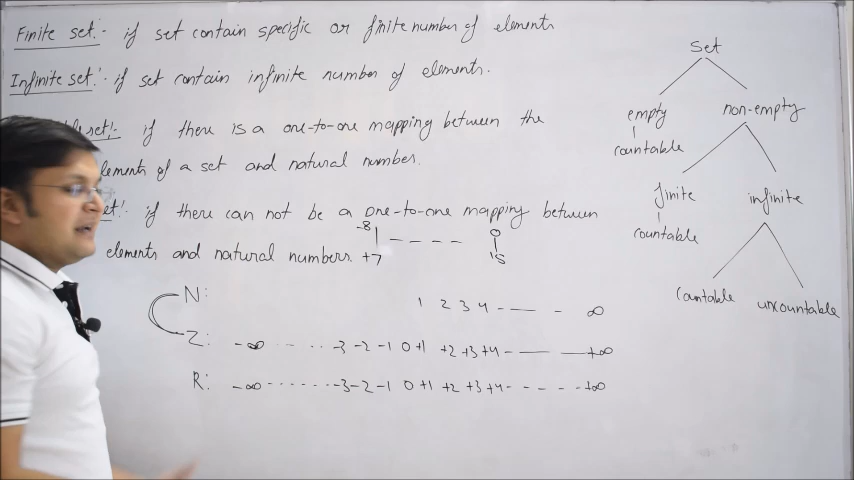 Finite set:- if set contain specific or finite number of elements
Infinite set:- if set contain infinite number of elements.
set:- if there is a one-to-one mapping between the
elements of a set and natural number.
set:- if there can not be a one-to-one mapping between
elements and natural numbers.
-8 - - - - 0
+7 15
N: 1 2 3 4 - — - ∞
Z: -∞ ..... -3 -2 -1 0 +1 +2 +3 +4 - — — +∞
R: -∞ ....... -3 -2 -1 0 +1 +2 +3 +4 - - - - - +∞
Set
empty non-empty
countable
finite infinite
countable
Countable uncountable